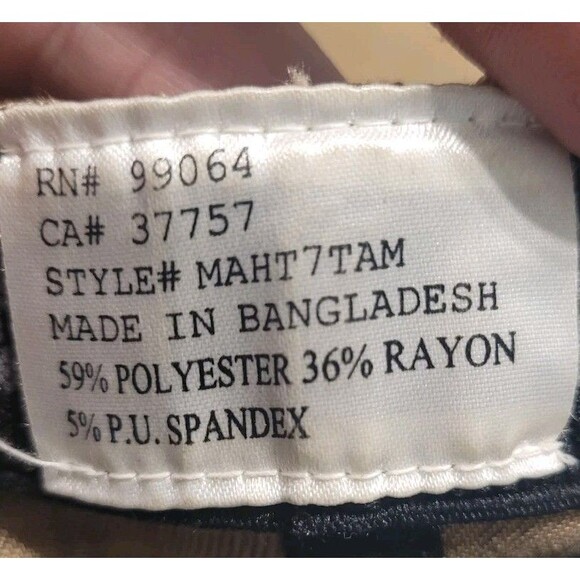 RN# 99064
CA# 37757
STYLE# MAHT7TAM
MADE IN BANGLADESH
59% POLYESTER 36% RAYON
5% P.U. SPANDEX